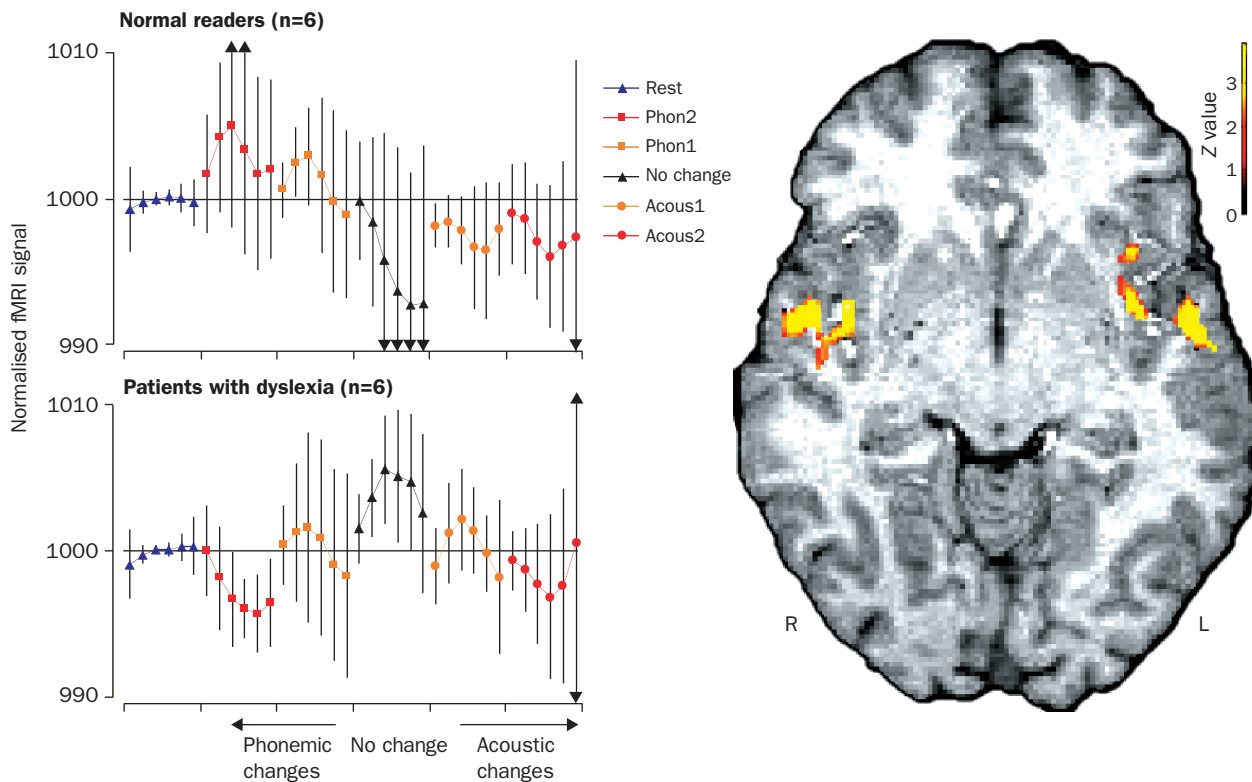 Normal readers (n=6)
1010
1000
990
Normalised fMRI signal
Rest
Phon2
Phon1
No change
Acous1
Acous2
Patients with dyslexia (n=6)
1010
1000
990
Phonemic
changes
No change
Acoustic
changes
3
2
1
0
Z value
R
L